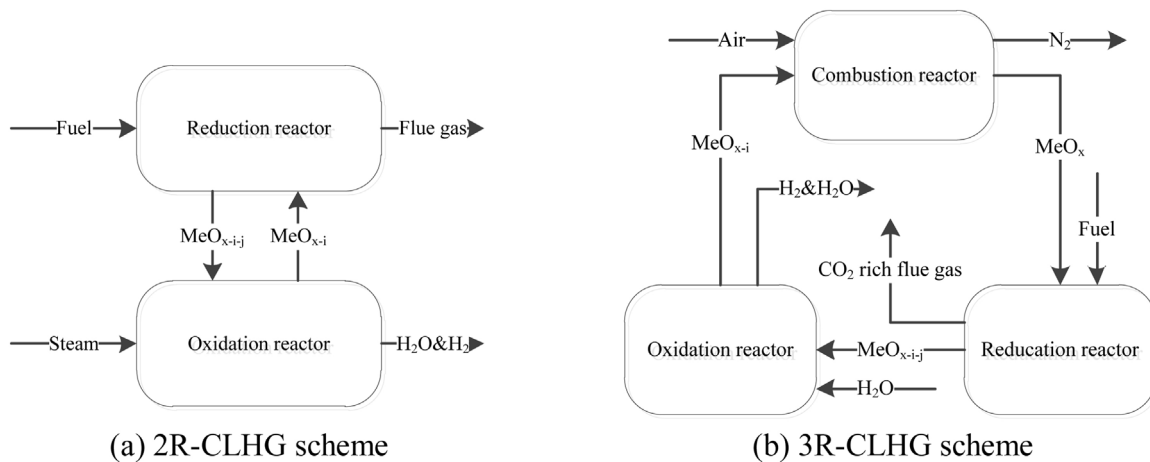 Fuel
Reduction reactor
Flue gas
MeOx-i-j
MeOx-i
Steam
Oxidation reactor
H2O&H2
(a) 2R-CLHG scheme
Air
Combustion reactor
N2
MeOx-i
MeOx
H2&H2O
Fuel
CO2 rich flue gas
Oxidation reactor
MeOx-i-j
Reducation reactor
H2O
(b) 3R-CLHG scheme